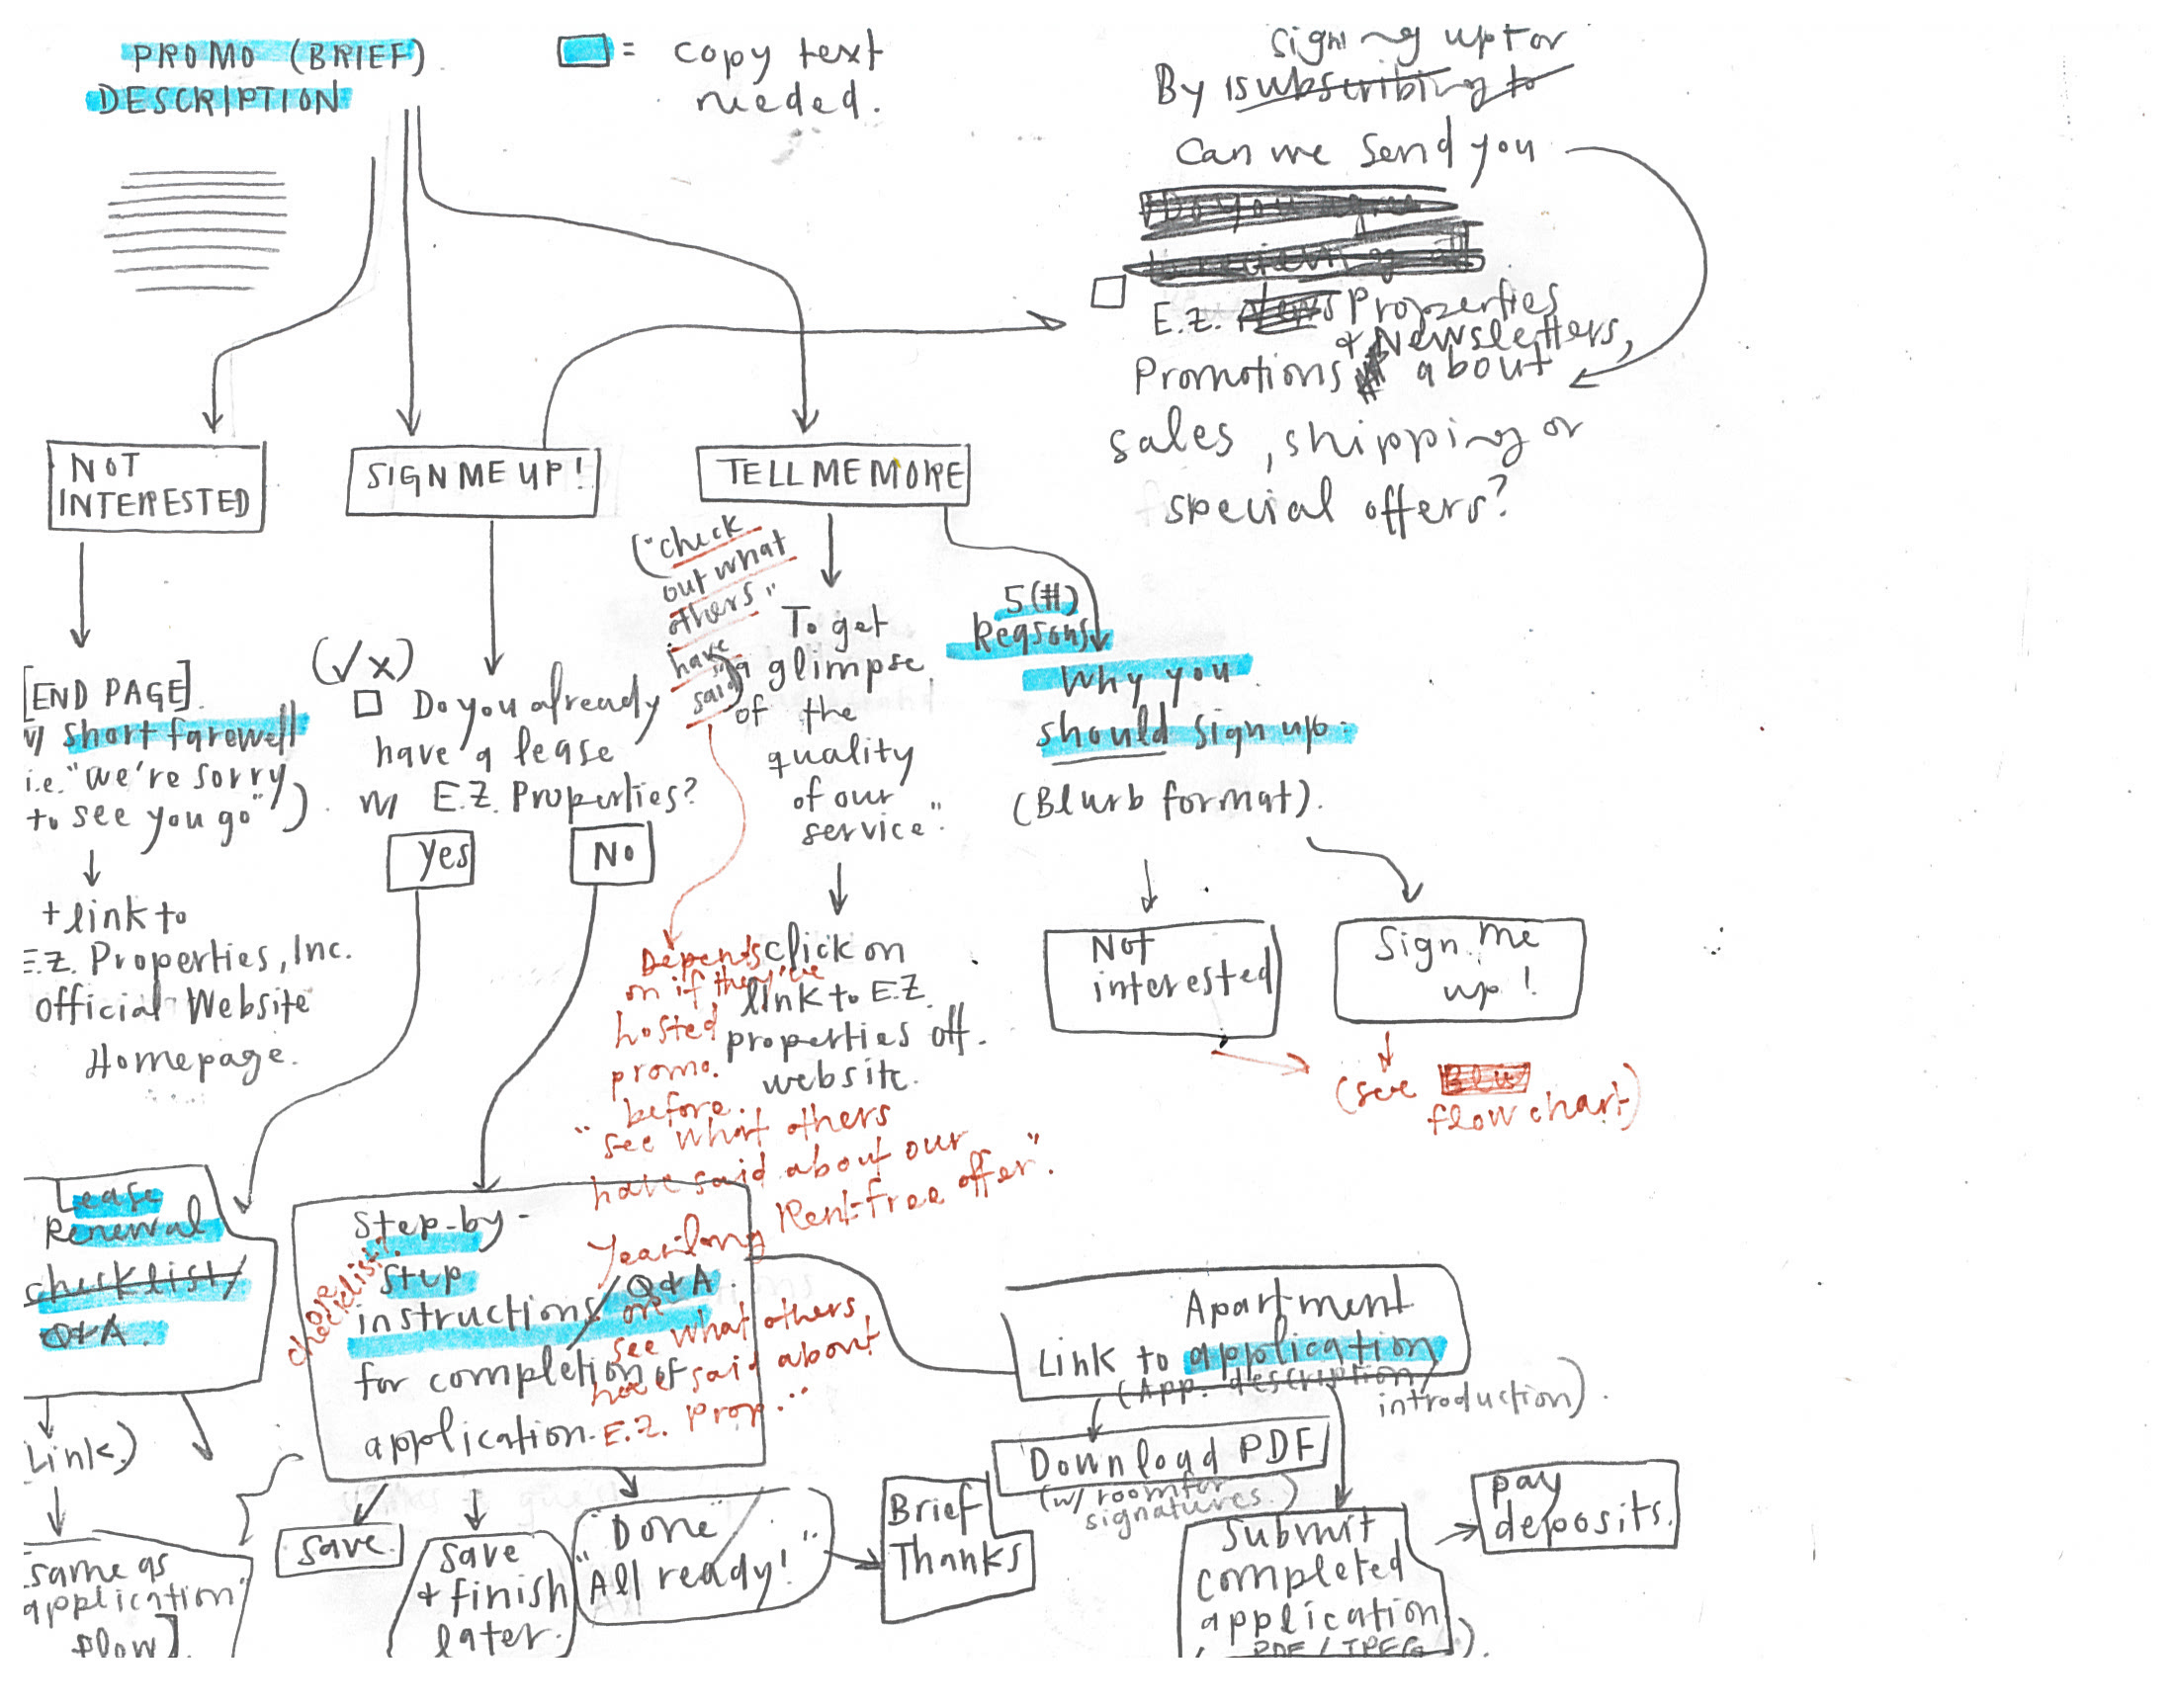 PROMO (BRIEF)
DESCRIPTION
= copy text
needed.
signing up for
By subscribing to
Can we send you
E.Z. Properties
& Newsletters,
Promotions about
sales, shipping or
special offers?
NOT
INTERESTED
SIGN ME UP!
TELL ME MORE
[END PAGE]
w/ short farewell
i.e. "we're sorry
to see you go")
+ link to
E.Z. Properties, Inc.
official Website
Homepage.
(√x)
Do you already
have a lease
w/ E.Z. Properties?
Yes
No
("check
out what
others"
have
said)
To get
a glimpse
of the
quality
of our
service".
click on
link to E.Z.
properties off.
website.
Depends
on if they've
hosted
promo.
before.
"see what others
have said about our
Yearlong Rent-free offer".
or
see what others
have said about
E.Z. Prop...
5(#)
Reasons
Why you
should sign up.
(Blurb format).
Not
interested
Sign me
up!
(see
flow chart)
Lease
Renewal
checklist/
Q&A
Link)
same as
application
flow].
Step-by-
step
instructions/Q&A
for completion of
application.
or
checklist?
save.
save
& finish
later.
"Done"
"All ready!"
Brief
Thanks
Apartment
Link to application
(App. description/
introduction).
Download PDF
(w/ room for
signatures.)
submit
completed
application
PDF / JPEG).
pay
deposits.